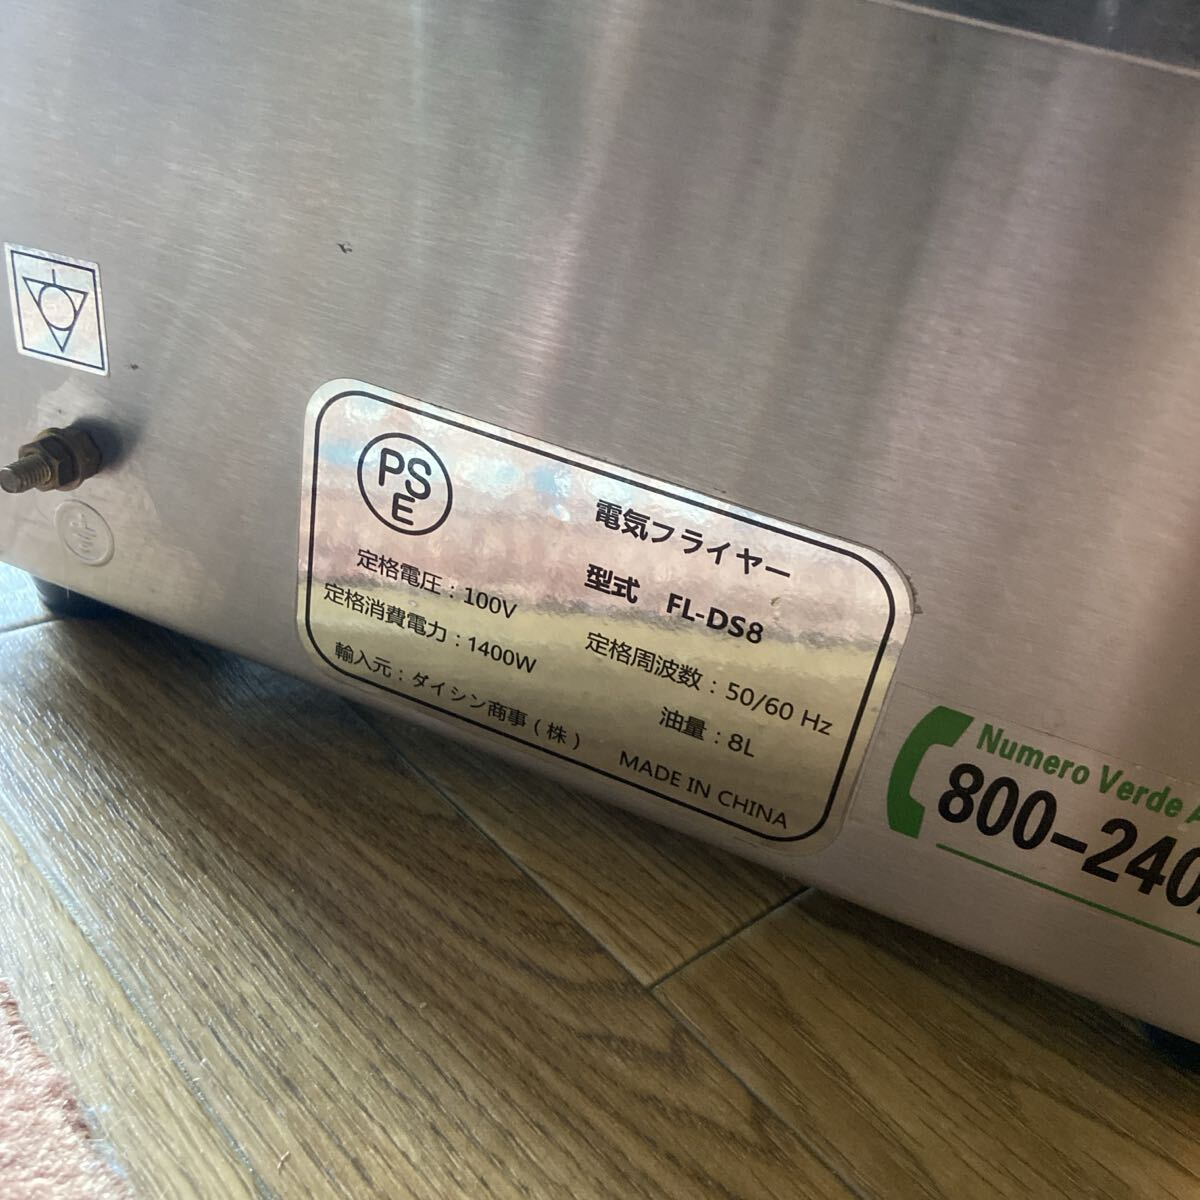 PSE
電気フライヤー
型式 FL-DS8
定格電圧：100V
定格周波数：50/60 Hz
定格消費電力：1400W
油量：8L
輸入元：ダイシン商事（株）
MADE IN CHINA
Numero Verde
800-240